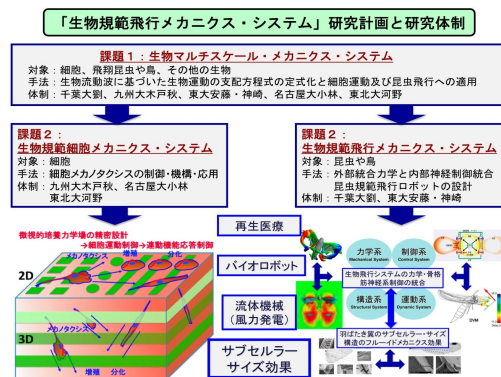 「生物規範飛行メカニクス・システム」研究計画と研究体制
課題1：生物マルチスケール・メカニクス・システム
対象：細胞、飛翔昆虫や鳥、その他の生物
手法：生物流動波に基づいた生物運動の支配方程式の定式化と細胞運動及び昆虫飛行への適用
体制：千葉大劉、九州大木戸秋、東大安藤・神崎、名古屋大小林、東北大河野
課題２：
生物規範細胞メカニクス・システム
対象：細胞
手法：細胞メカノタクシスの制御・機構・応用
体制：九州大木戸秋、名古屋大小林
東北大河野
課題２：
生物規範飛行メカニクス・システム
対象：昆虫や鳥
手法：外部統合力学と内部神経制御統合
昆虫規範飛行ロボットの設計
体制：千葉大劉、東大安藤・神崎
微視的培養力学場の精密設計
→細胞運動制御→運動機能応答制御
2D
メカノタクシス
増殖
分化
3D
メカノタクシス
増殖
分化
再生医療
バイオロボット
流体機械
（風力発電）
サブセルラー
サイズ効果
力学系
Mechanical System
制御系
Control System
生物飛行システムの力学・骨格
筋神経系制御の統合
構造系
Structural System
運動系
Dynamic System
DVM
羽ばたき翼のサブセルラー・サイズ
構造のフルードメカニクス効果